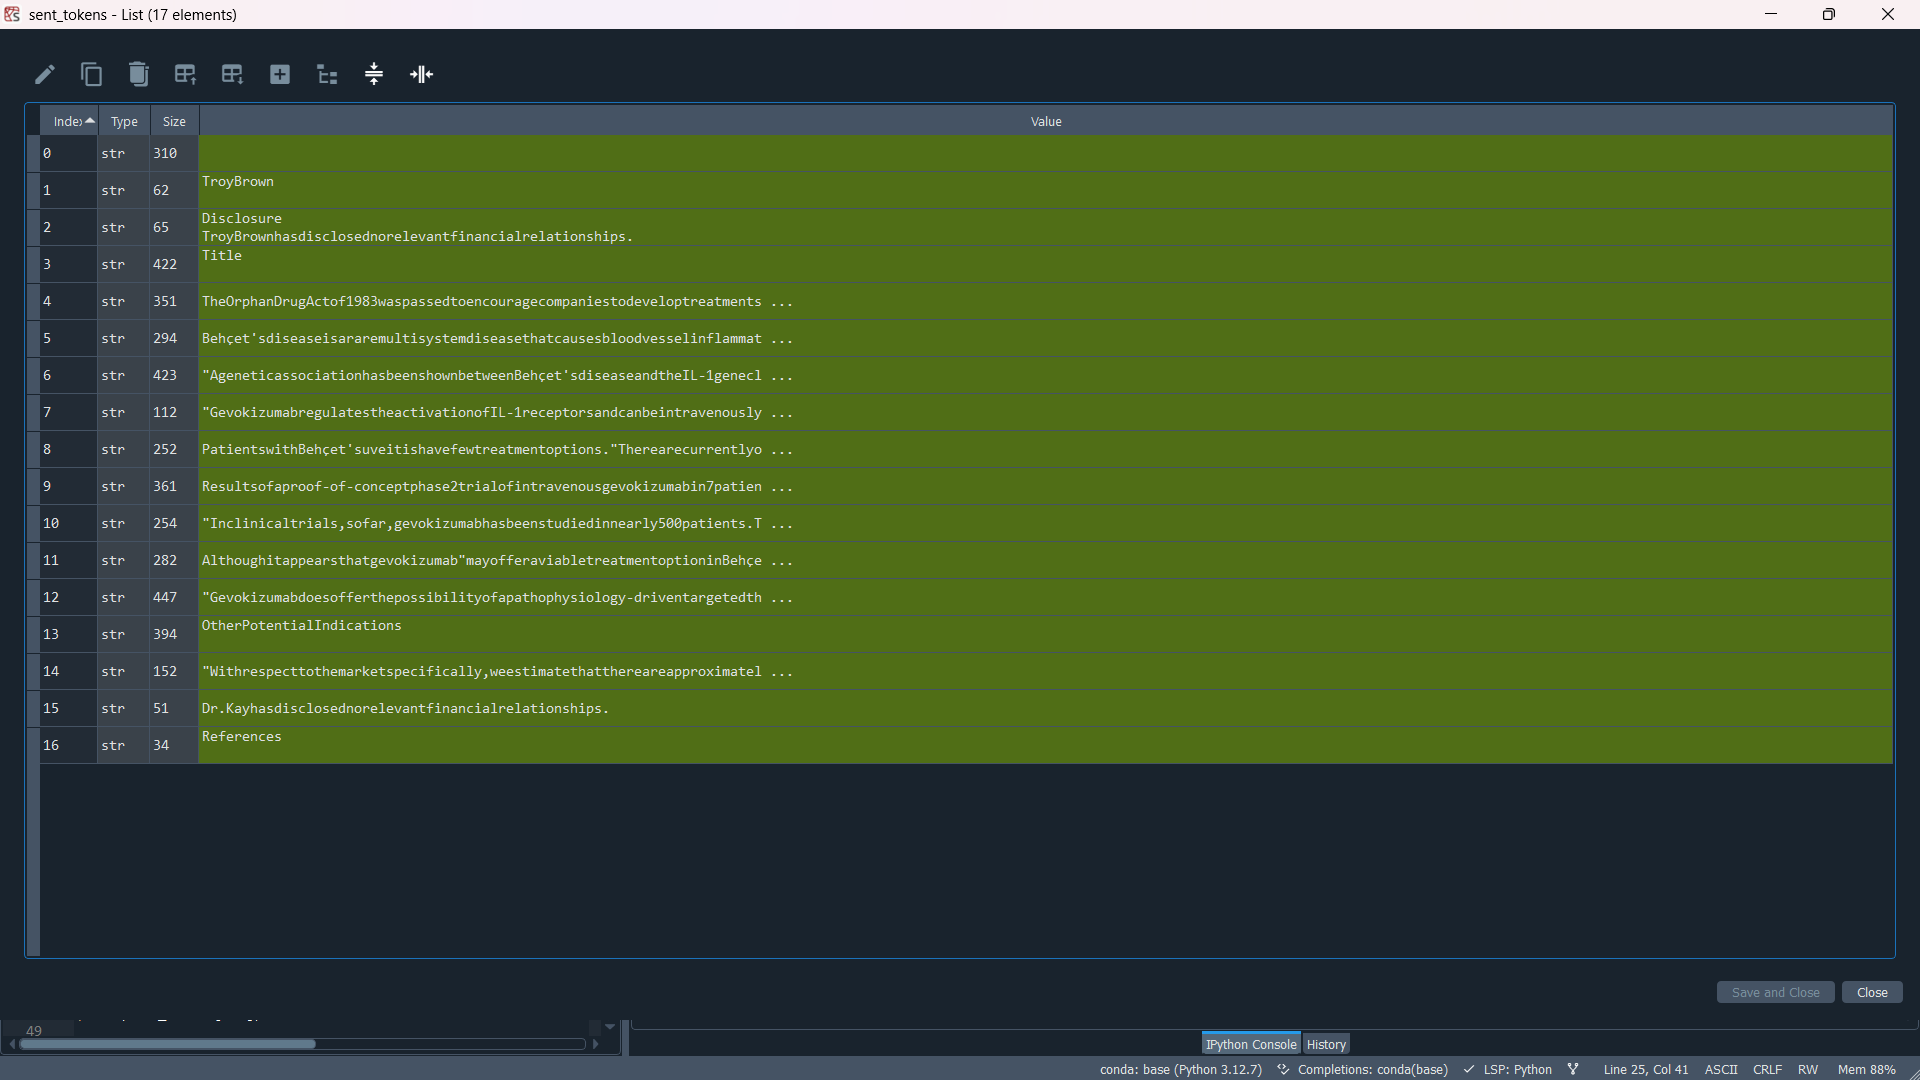 sent_tokens - List (17 elements)
Index Type Size Value
0 str 310
1 str 62 TroyBrown
2 str 65 Disclosure
TroyBrownhasdisclosednorelevantfinancialrelationships.
3 str 422 Title
4 str 351 TheOrphanDrugActof1983waspassedtoencouragecompaniestodeveloptreatments ...
5 str 294 Behçet'sdiseaseisararemultisystemdiseasethatcausesbloodvesselinflammat ...
6 str 423 "AgeneticassociationhasbeenshownbetweenBehçet'sdiseaseandtheIL-1genecl ...
7 str 112 "GevokizumabregulatestheactivationofIL-1receptorsandcanbeintravenously ...
8 str 252 PatientswithBehçet'suveitishavefewtreatmentoptions."Therearecurrentlyo ...
9 str 361 Resultsofaproof-of-conceptphase2trialofintravenousgevokizumabin7patien ...
10 str 254 "Inclinicaltrials,sofar,gevokizumabhasbeenstudiedinnearly500patients.T ...
11 str 282 Althoughitappearsthatgevokizumab"mayofferaviabletreatmentoptioninBehçe ...
12 str 447 "Gevokizumabdoesofferthepossibilityofapathophysiology-driventargetedth ...
13 str 394 OtherPotentialIndications
14 str 152 "Withrespecttothemarketspecifically,weestimatethatthereareapproximatel ...
15 str 51 Dr.Kayhasdisclosednorelevantfinancialrelationships.
16 str 34 References
Save and Close Close
49
IPython Console History
conda: base (Python 3.12.7) Completions: conda(base) LSP: Python Line 25, Col 41 ASCII CRLF RW Mem 88%